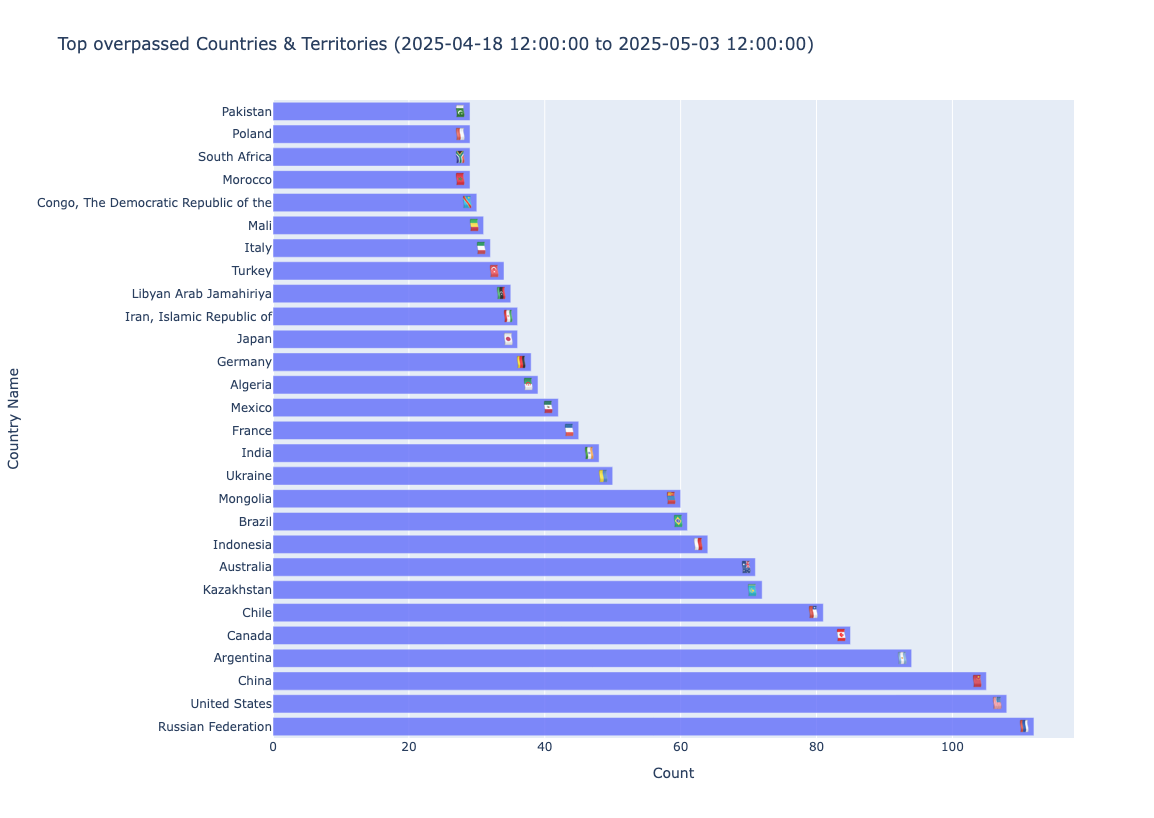 Top overpassed Countries & Territories (2025-04-18 12:00:00 to 2025-05-03 12:00:00)
Country Name
Pakistan
Poland
South Africa
Morocco
Congo, The Democratic Republic of the
Mali
Italy
Turkey
Libyan Arab Jamahiriya
Iran, Islamic Republic of
Japan
Germany
Algeria
Mexico
France
India
Ukraine
Mongolia
Brazil
Indonesia
Australia
Kazakhstan
Chile
Canada
Argentina
China
United States
Russian Federation
0 20 40 60 80 100
Count